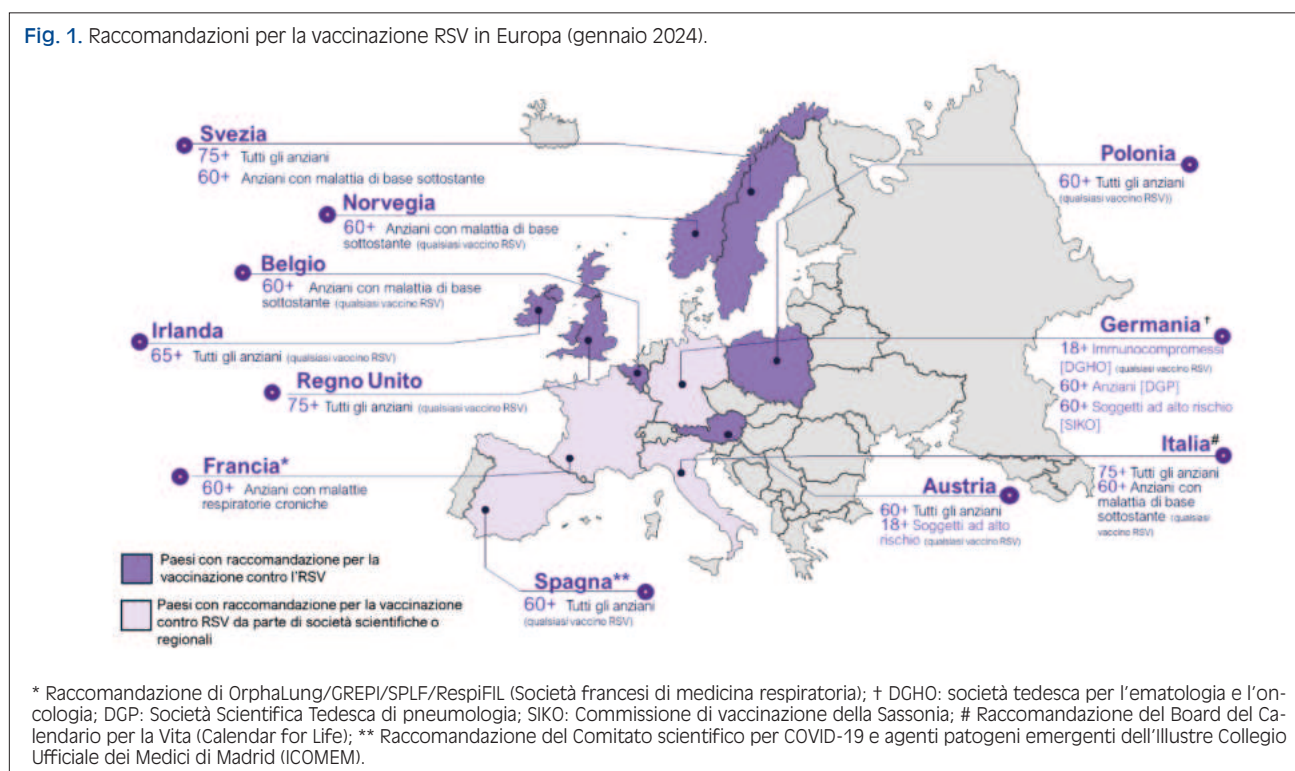 Fig. 1. Raccomandazioni per la vaccinazione RSV in Europa (gennaio 2024).
Svezia
75+ Tutti gli anziani
60+ Anziani con malattia di base sottostante
Norvegia
60+ Anziani con malattia di base
sottostante (qualsiasi vaccino RSV)
Belgio
60+ Anziani con malattia di base
sottostante (qualsiasi vaccino RSV)
Irlanda
65+ Tutti gli anziani (qualsiasi vaccino RSV)
Regno Unito
75+ Tutti gli anziani (qualsiasi vaccino RSV)
Francia*
60+ Anziani con malattie
respiratorie croniche
Spagna**
60+ Tutti gli anziani
(qualsiasi vaccino RSV)
Polonia
60+ Tutti gli anziani
(qualsiasi vaccino RSV))
Germania†
18+ Immunocompromessi
[DGHO] (qualsiasi vaccino RSV)
60+ Anziani [DGP]
60+ Soggetti ad alto rischio
[SIKO]
Italia#
75+ Tutti gli anziani
60+ Anziani con
malattia di base
sottostante (qualsiasi
vaccino RSV)
Austria
60+ Tutti gli anziani
18+ Soggetti ad alto
rischio (qualsiasi vaccino RSV)
Paesi con raccomandazione per la
vaccinazione contro l'RSV
Paesi con raccomandazione per la vaccinazione
contro RSV da parte di società scientifiche o
regionali
* Raccomandazione di OrphaLung/GREPI/SPLF/RespiFIL (Società francesi di medicina respiratoria); † DGHO: società tedesca per l'ematologia e l'on-
cologia; DGP: Società Scientifica Tedesca di pneumologia; SIKO: Commissione di vaccinazione della Sassonia; # Raccomandazione del Board del Ca-
lendario per la Vita (Calendar for Life); ** Raccomandazione del Comitato scientifico per COVID-19 e agenti patogeni emergenti dell'Illustre Collegio
Ufficiale dei Medici di Madrid (ICOMEM).